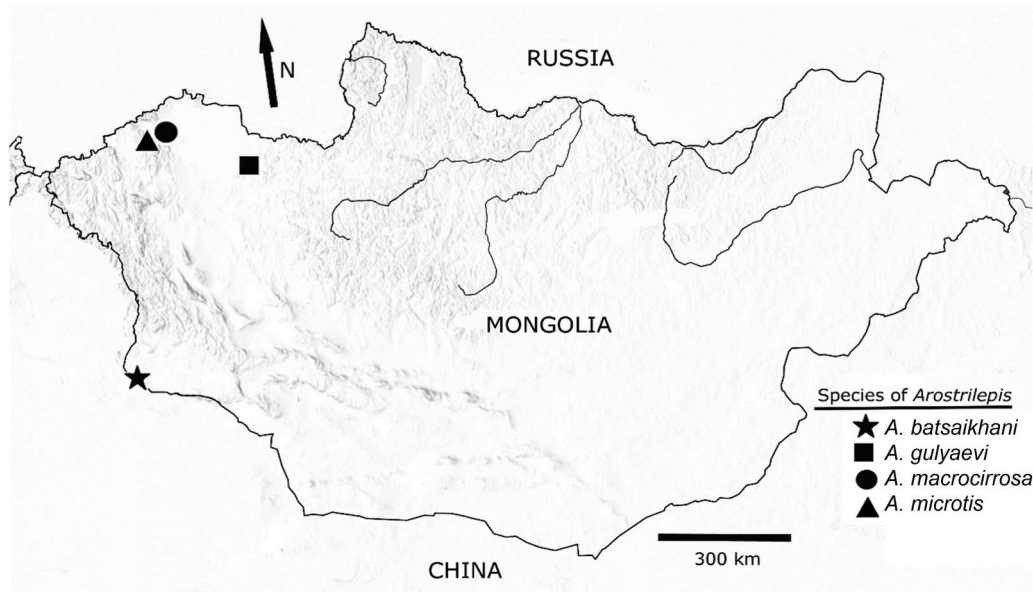 RUSSIA
N
MONGOLIA
Species of Arostrilepis
A. batsaikhani
A. gulyaevi
A. macrocirrosa
A. microtis
300 km
CHINA